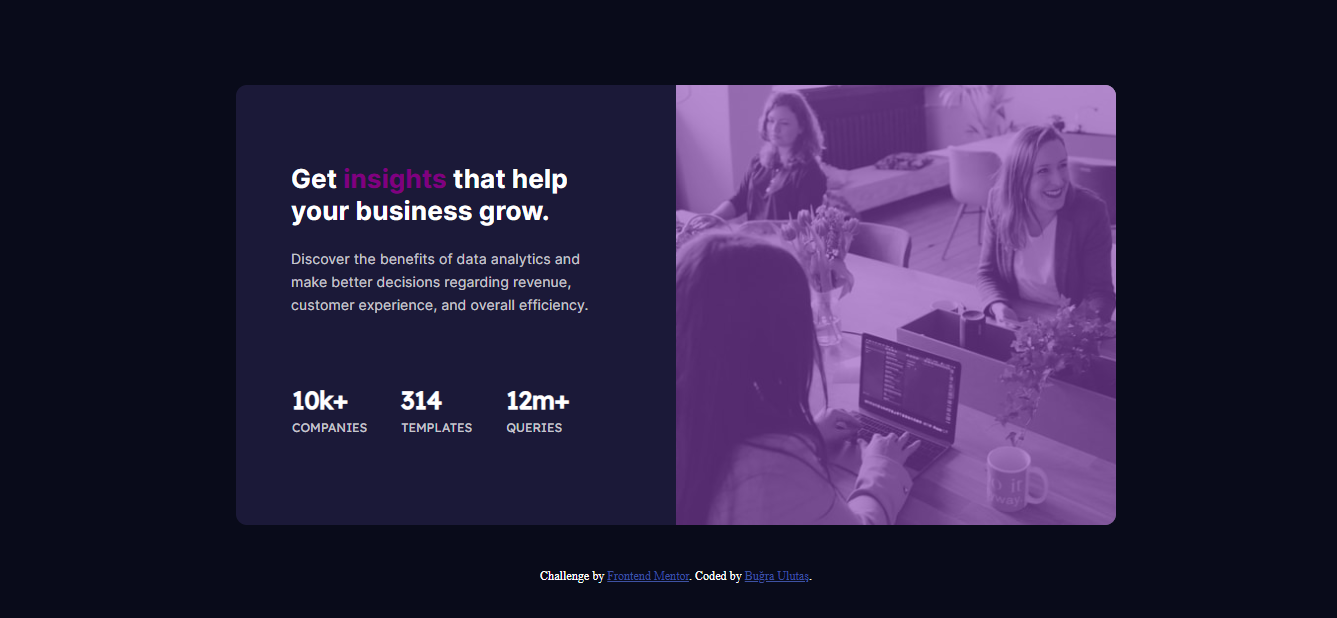 Get insights that help
your business grow.
Discover the benefits of data analytics and
make better decisions regarding revenue,
customer experience, and overall efficiency.
10k+ 314 12m+
COMPANIES TEMPLATES QUERIES
it
way
Challenge by Frontend Mentor. Coded by Buğra Ulutaş.